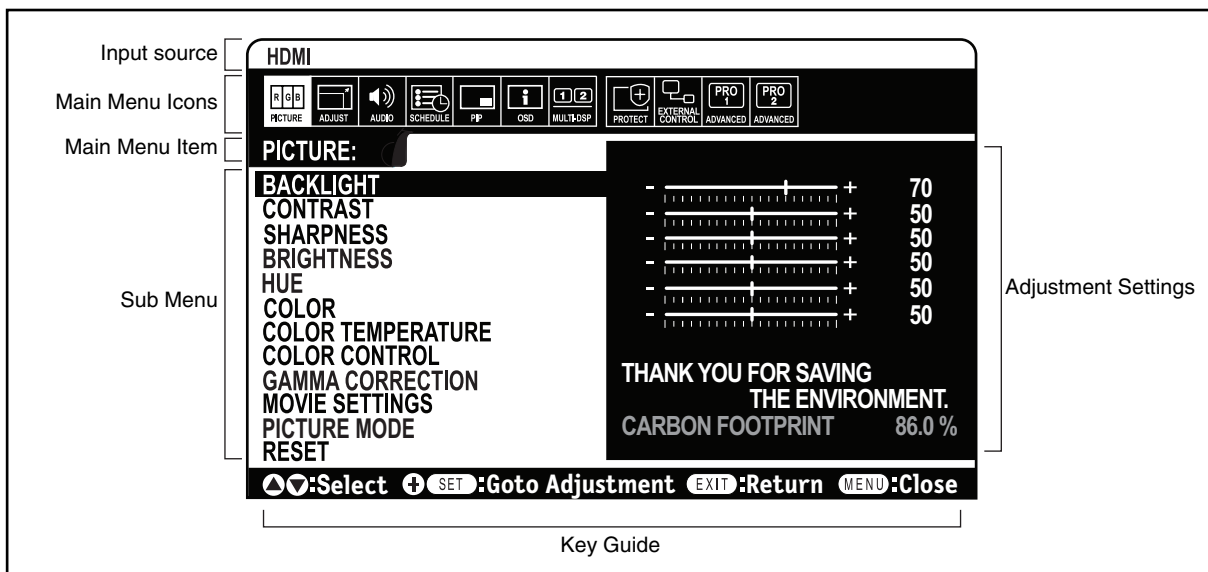 Input source
HDMI
Main Menu Icons
RGB
PICTURE
ADJUST
AUDIO
SCHEDULE
PIP
i
OSD
1 2
MULTI-DSP
PROTECT
EXTERNAL
CONTROL
PRO
1
ADVANCED
PRO
2
ADVANCED
Main Menu Item
PICTURE:
Sub Menu
BACKLIGHT - + 70
CONTRAST - + 50
SHARPNESS - + 50
BRIGHTNESS - + 50
HUE - + 50
COLOR - + 50
COLOR TEMPERATURE
COLOR CONTROL
GAMMA CORRECTION
MOVIE SETTINGS
PICTURE MODE
RESET
THANK YOU FOR SAVING
THE ENVIRONMENT.
CARBON FOOTPRINT 86.0 %
Adjustment Settings
:Select + SET :Goto Adjustment EXIT :Return MENU :Close
Key Guide